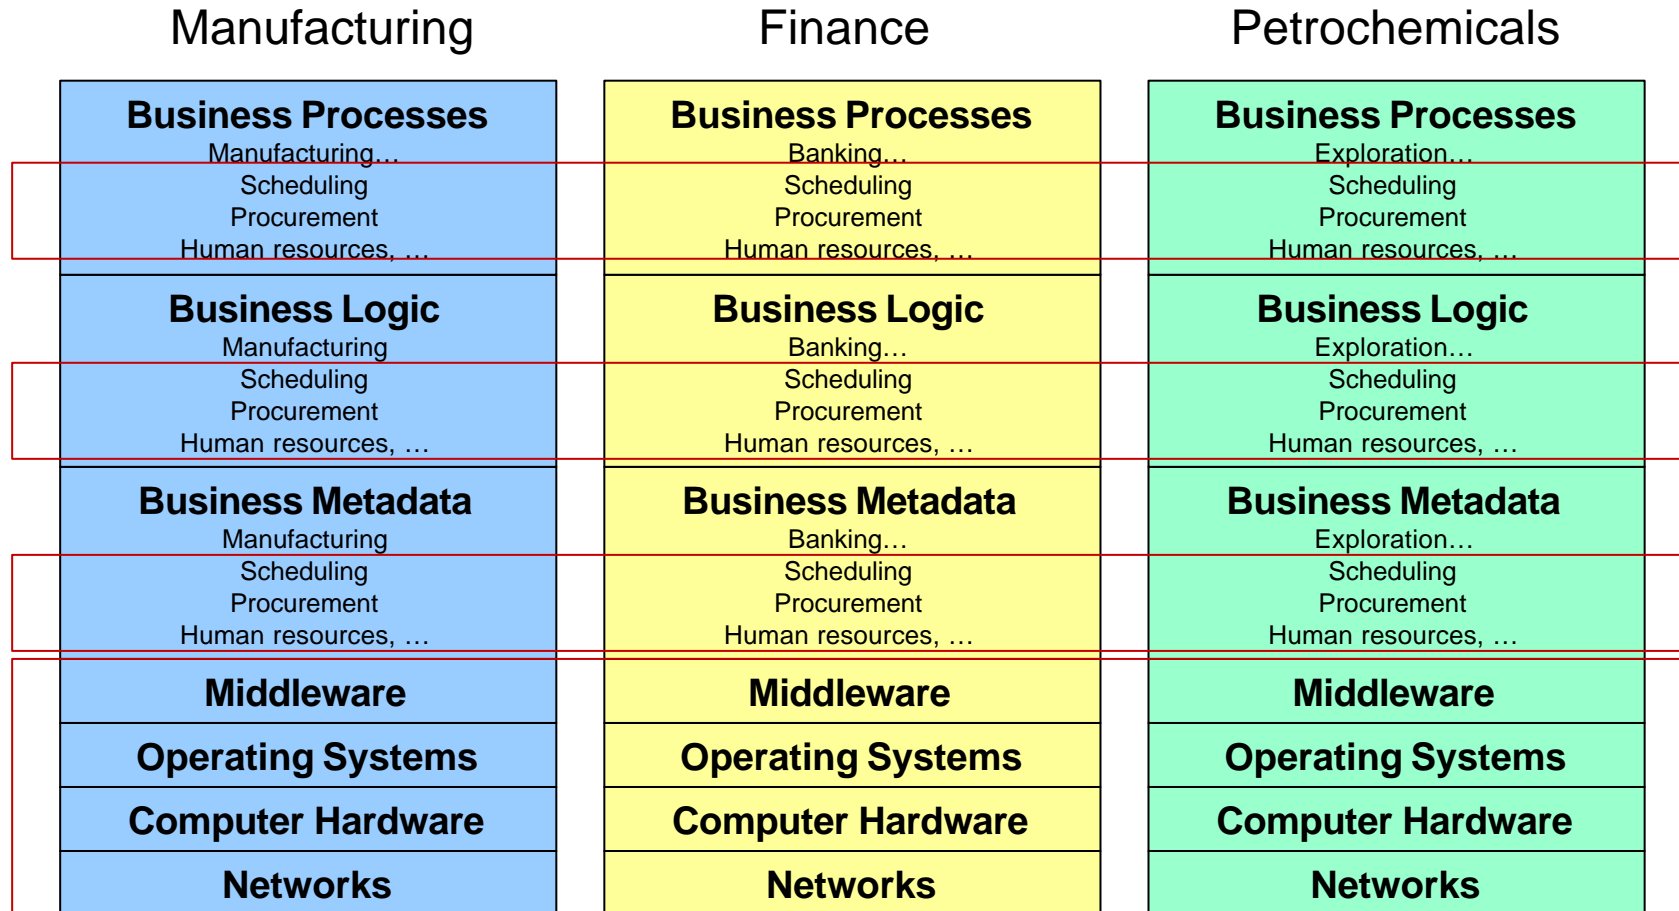 Manufacturing
Business Processes
Manufacturing…
Scheduling
Procurement
Human resources, …
Business Logic
Manufacturing
Scheduling
Procurement
Human resources, …
Business Metadata
Manufacturing
Scheduling
Procurement
Human resources, …
Middleware
Operating Systems
Computer Hardware
Networks
Finance
Business Processes
Banking…
Scheduling
Procurement
Human resources, …
Business Logic
Banking…
Scheduling
Procurement
Human resources, …
Business Metadata
Banking…
Scheduling
Procurement
Human resources, …
Middleware
Operating Systems
Computer Hardware
Networks
Petrochemicals
Business Processes
Exploration…
Scheduling
Procurement
Human resources, …
Business Logic
Exploration…
Scheduling
Procurement
Human resources, …
Business Metadata
Exploration…
Scheduling
Procurement
Human resources, …
Middleware
Operating Systems
Computer Hardware
Networks